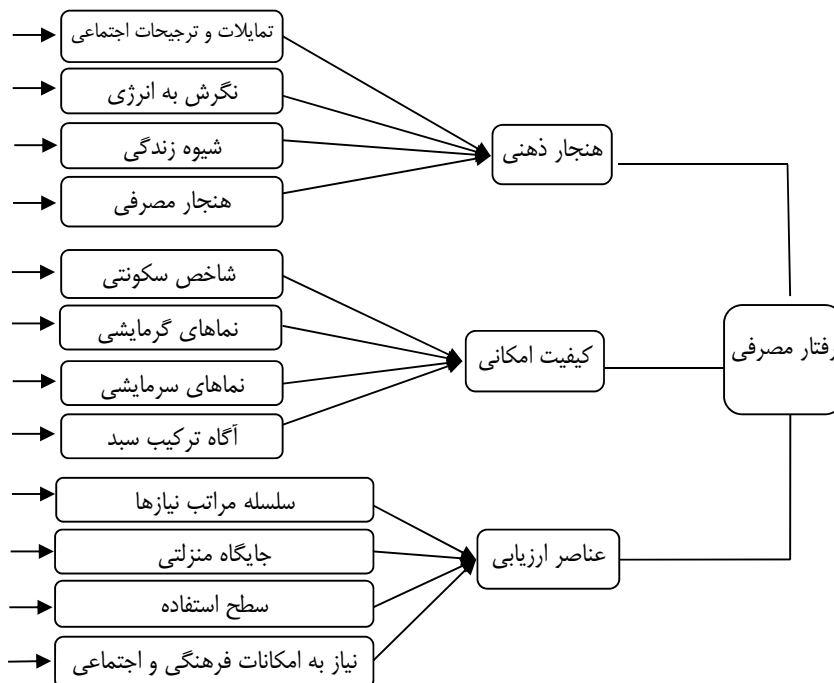 تمایلات و ترجیحات اجتماعی
نگرش به انرژی
شیوه زندگی
هنجار مصرفی
هنجار ذهنی
شاخص سکونتی
نماهای گرمایشی
نماهای سرمایشی
آگاه ترکیب سبد
کیفیت امکانی
رفتار مصرفی
سلسله مراتب نیازها
جایگاه منزلتی
سطح استفاده
نیاز به امکانات فرهنگی و اجتماعی
عناصر ارزیابی